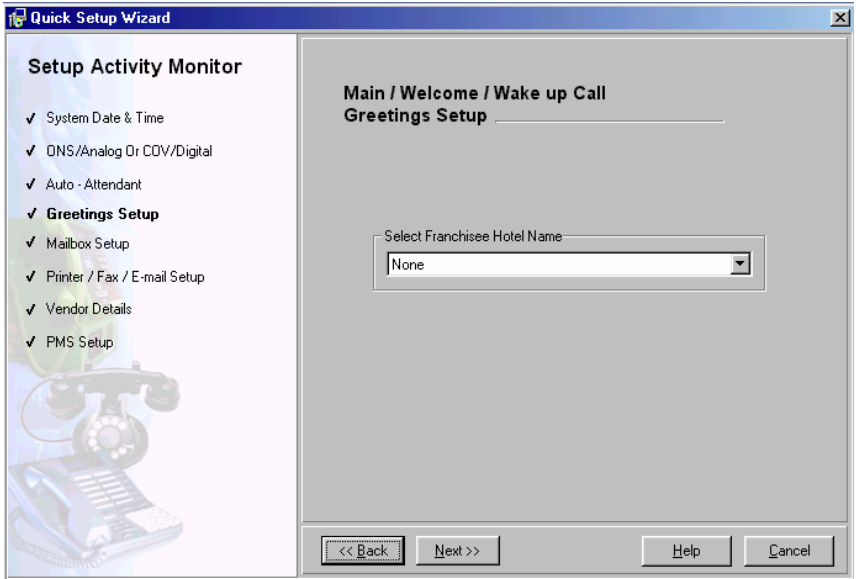 Quick Setup Wizard
Setup Activity Monitor
System Date & Time
ONS/Analog Or COV/Digital
Auto - Attendant
Greetings Setup
Mailbox Setup
Printer / Fax / E-mail Setup
Vendor Details
PMS Setup
Main / Welcome / Wake up Call
Greetings Setup
Select Franchisee Hotel Name
None
<< Back
Next >>
Help
Cancel